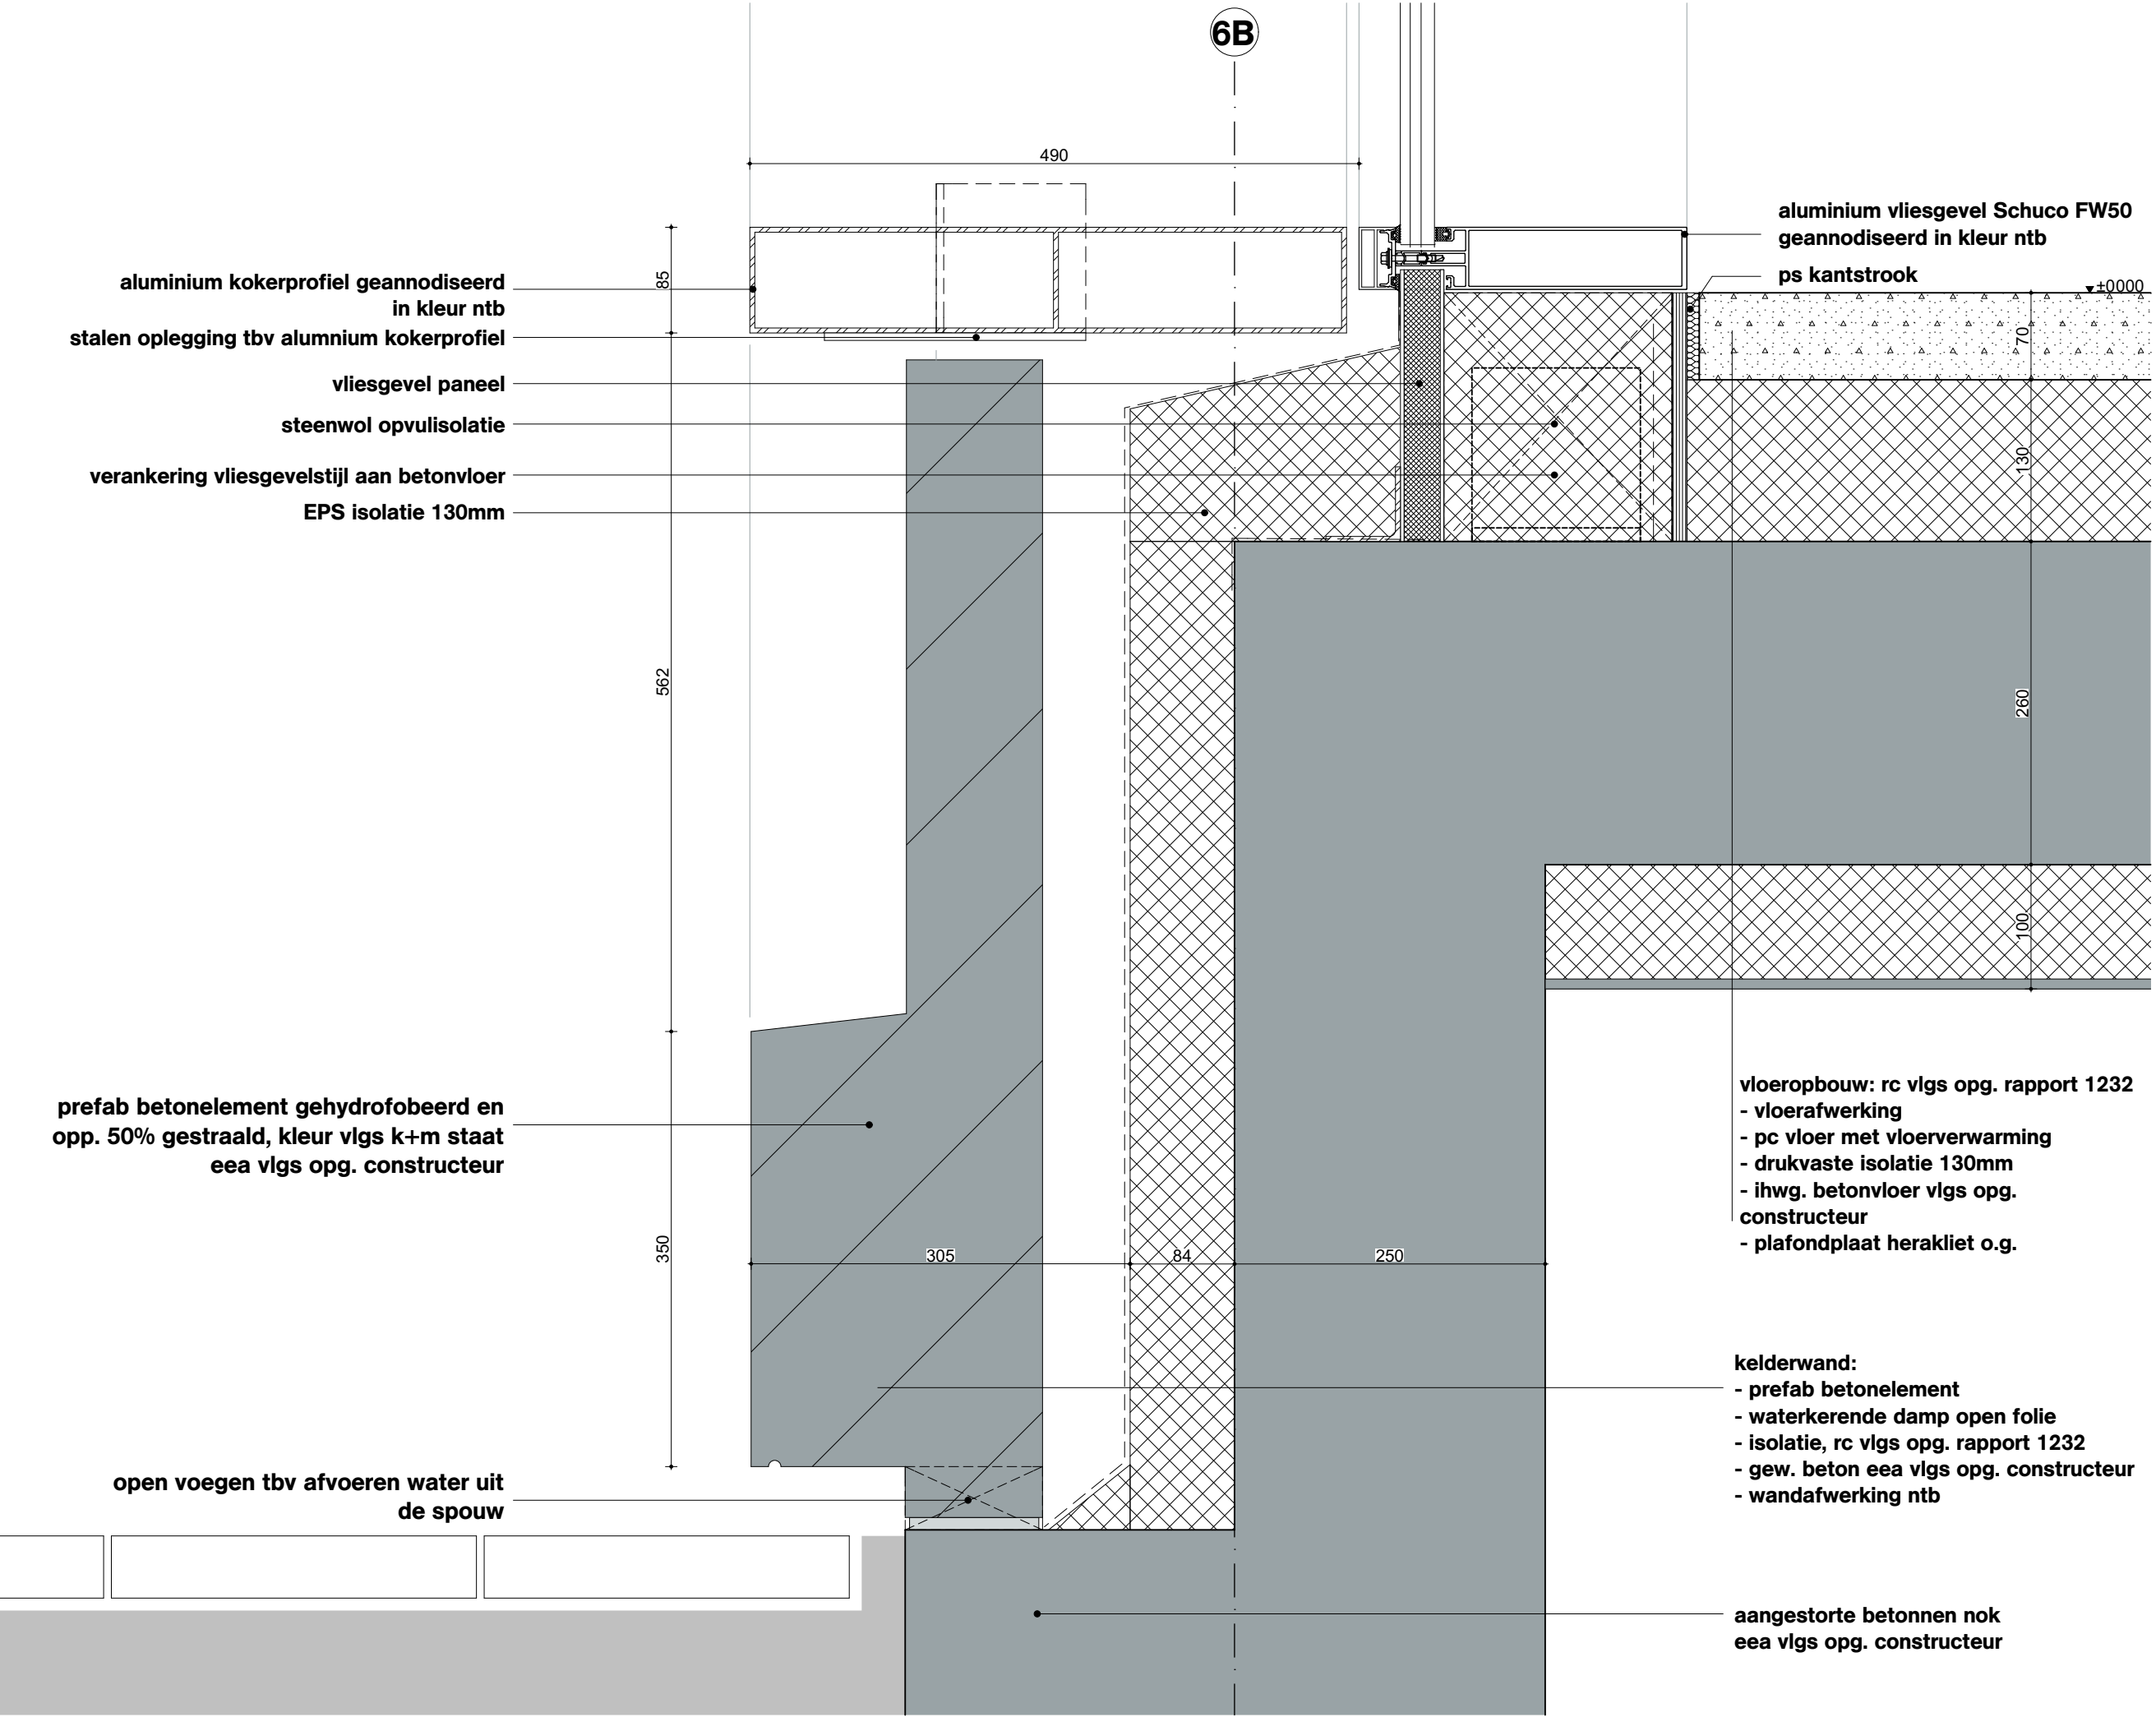 6B
490
aluminium vliesgevel Schuco FW50
geannodiseerd in kleur ntb
ps kantstrook
±0000
85
aluminium kokerprofiel geannodiseerd
in kleur ntb
stalen oplegging tbv alumnium kokerprofiel
vliesgevel paneel
steenwol opvulisolatie
verankering vliesgevelstijl aan betonvloer
EPS isolatie 130mm
70
130
562
260
100
prefab betonelement gehydrofobeerd en
opp. 50% gestraald, kleur vlgs k+m staat
eea vlgs opg. constructeur
350
305
84
250
vloeropbouw: rc vlgs opg. rapport 1232
- vloerafwerking
- pc vloer met vloerverwarming
- drukvaste isolatie 130mm
- ihwg. betonvloer vlgs opg.
constructeur
- plafondplaat herakliet o.g.
kelderwand:
- prefab betonelement
- waterkerende damp open folie
- isolatie, rc vlgs opg. rapport 1232
- gew. beton eea vlgs opg. constructeur
- wandafwerking ntb
open voegen tbv afvoeren water uit
de spouw
aangestorte betonnen nok
eea vlgs opg. constructeur